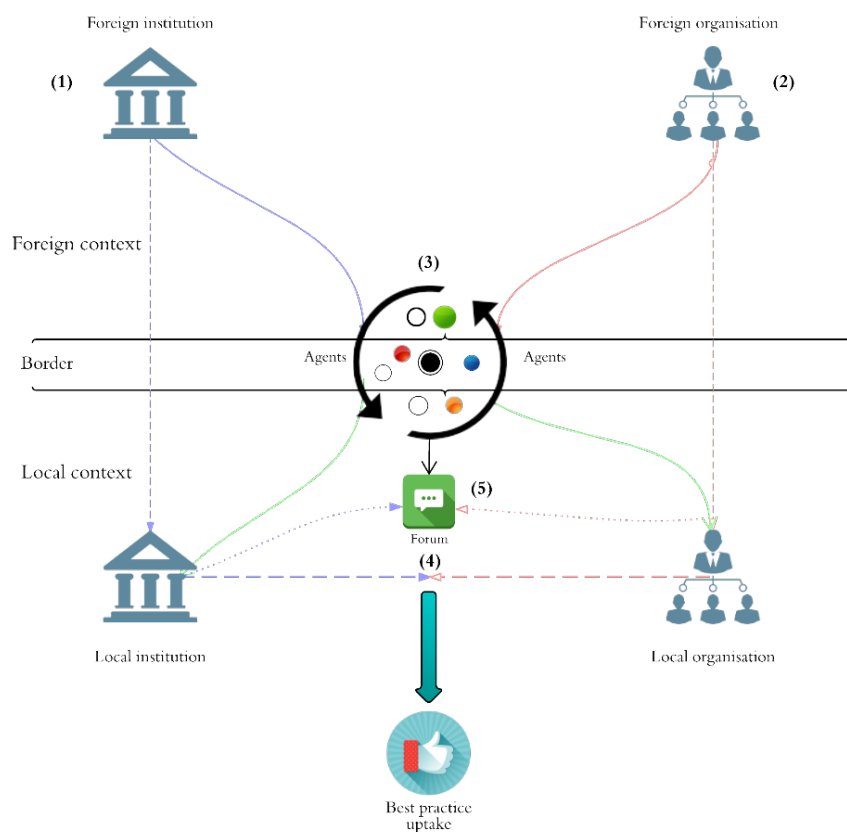 Foreign institution
Foreign organisation
(1)
(2)
Foreign context
(3)
Agents
Agents
Border
Local context
(5)
Forum
(4)
Local institution
Local organisation
Best practice
uptake